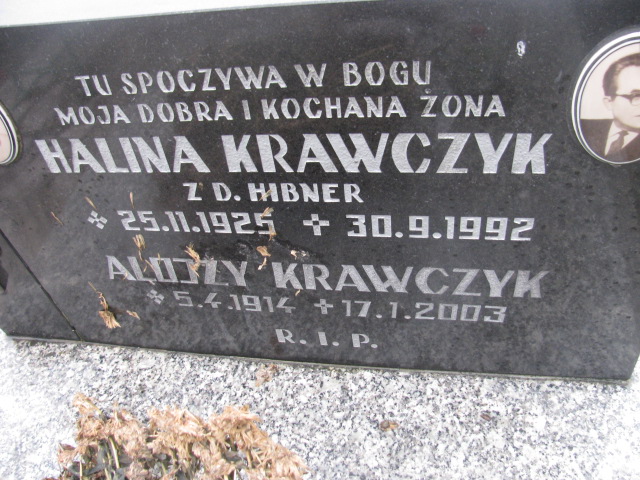 TU SPOCZYWA W BOGU
MOJA DOBRA I KOCHANA ŻONA
HALINA KRAWCZYK
Z D. HIBNER
* 25.11.1925 + 30.9.1992
ALOJZY KRAWCZYK
* 5.4.1914 + 17.1.2003
R. I. P.